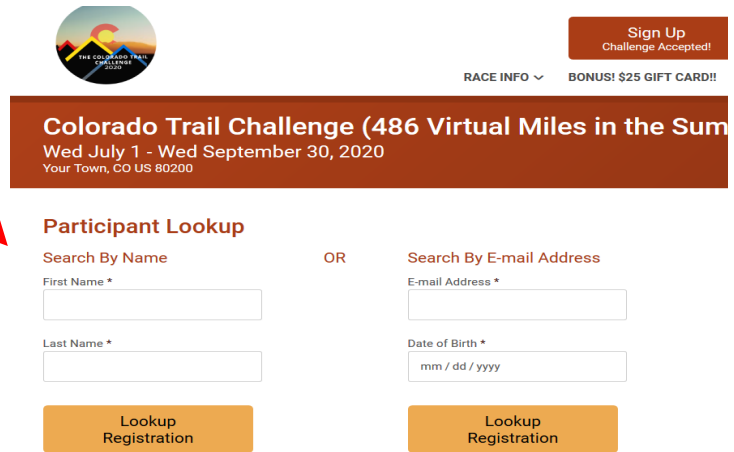 THE COLORADO TRAIL
CHALLENGE
2020
Sign Up
Challenge Accepted!
RACE INFO
BONUS! $25 GIFT CARD!!
Colorado Trail Challenge (486 Virtual Miles in the Sum
Wed July 1 - Wed September 30, 2020
Your Town, CO US 80200
Participant Lookup
Search By Name
OR
Search By E-mail Address
First Name *
E-mail Address *
Last Name *
Date of Birth *
mm / dd / yyyy
Lookup
Registration
Lookup
Registration